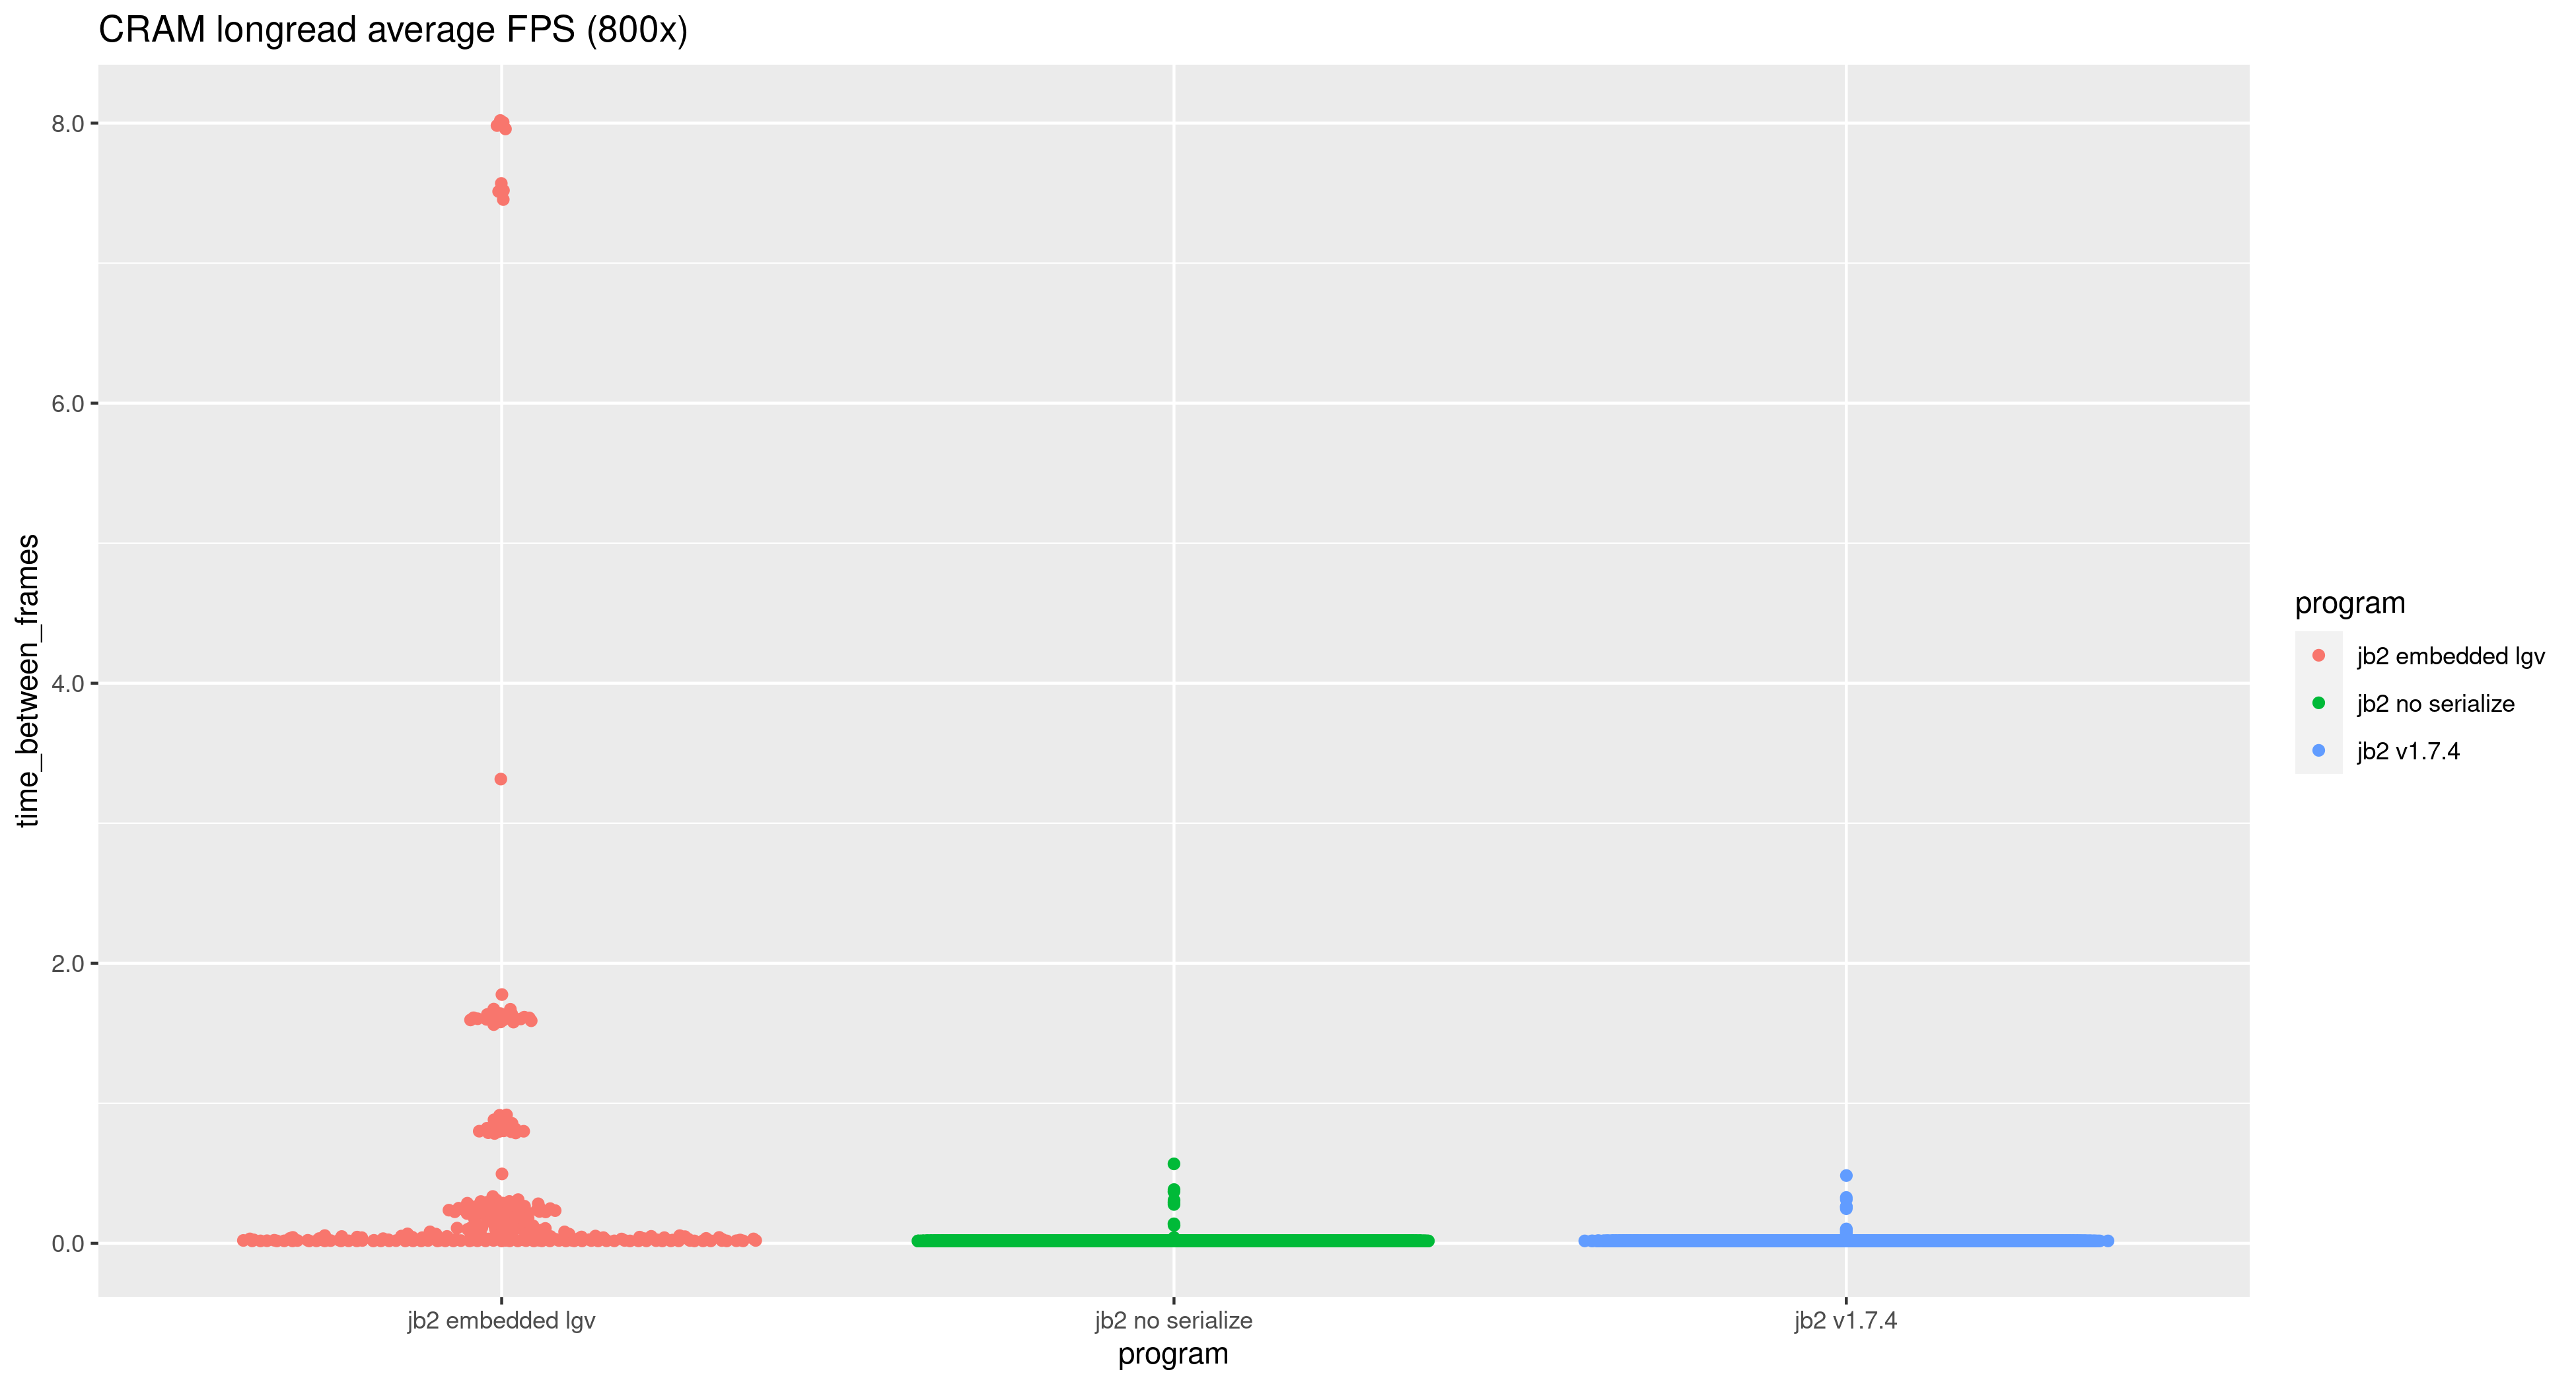 CRAM longread average FPS (800x)
time_between_frames
8.0
6.0
4.0
2.0
0.0
jb2 embedded lgv
jb2 no serialize
jb2 v1.7.4
program
program
jb2 embedded lgv
jb2 no serialize
jb2 v1.7.4